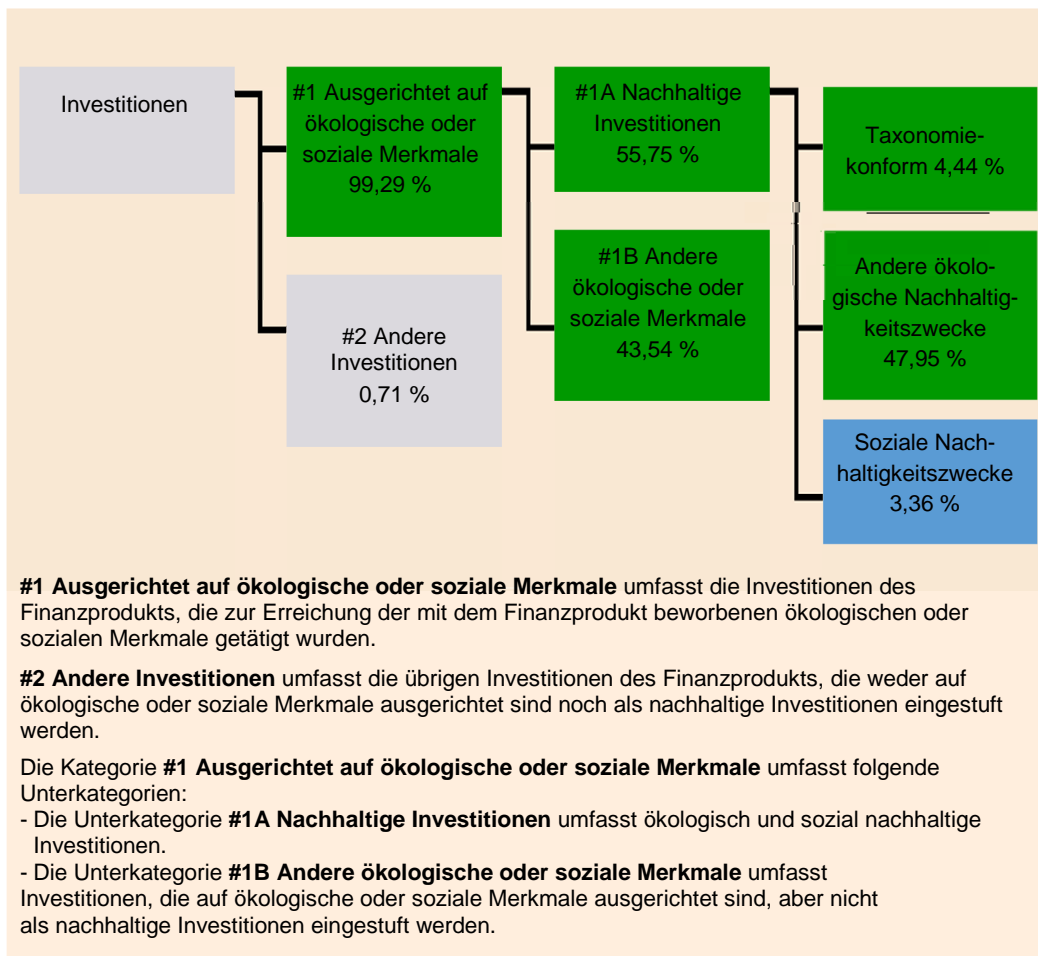 Investitionen
#1 Ausgerichtet auf
ökologische oder
soziale Merkmale
99,29 %
#2 Andere
Investitionen
0,71 %
#1A Nachhaltige
Investitionen
55,75 %
#1B Andere
ökologische oder
soziale Merkmale
43,54 %
Taxonomie-
konform 4,44 %
Andere ökolo-
gische Nachhaltig-
keitszwecke
47,95 %
Soziale Nach-
haltigkeitszwecke
3,36 %
#1 Ausgerichtet auf ökologische oder soziale Merkmale umfasst die Investitionen des
Finanzprodukts, die zur Erreichung der mit dem Finanzprodukt beworbenen ökologischen oder
sozialen Merkmale getätigt wurden.
#2 Andere Investitionen umfasst die übrigen Investitionen des Finanzprodukts, die weder auf
ökologische oder soziale Merkmale ausgerichtet sind noch als nachhaltige Investitionen eingestuft
werden.
Die Kategorie #1 Ausgerichtet auf ökologische oder soziale Merkmale umfasst folgende
Unterkategorien:
- Die Unterkategorie #1A Nachhaltige Investitionen umfasst ökologisch und sozial nachhaltige
Investitionen.
- Die Unterkategorie #1B Andere ökologische oder soziale Merkmale umfasst
Investitionen, die auf ökologische oder soziale Merkmale ausgerichtet sind, aber nicht
als nachhaltige Investitionen eingestuft werden.